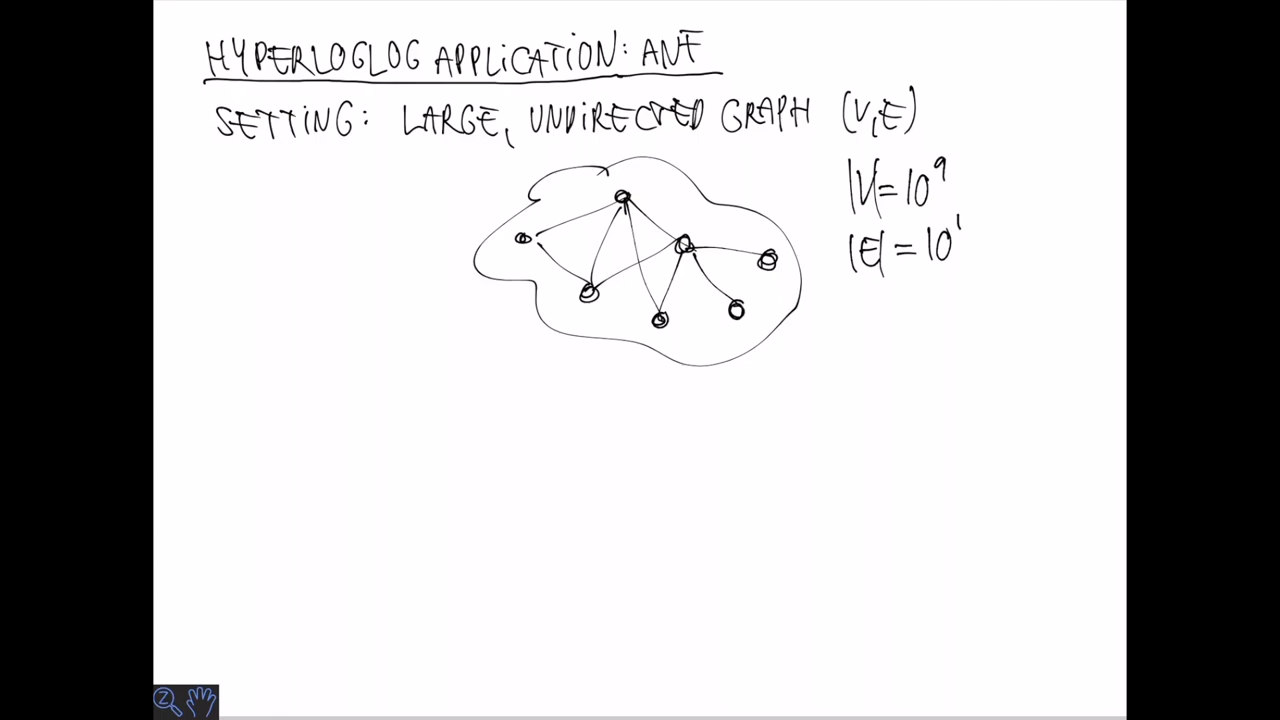 HYPERLOGLOG APPLICATION: ANF
SETTING: LARGE, UNDIRECTED GRAPH (V,E)
|V| = 10⁹
|E| = 10¹